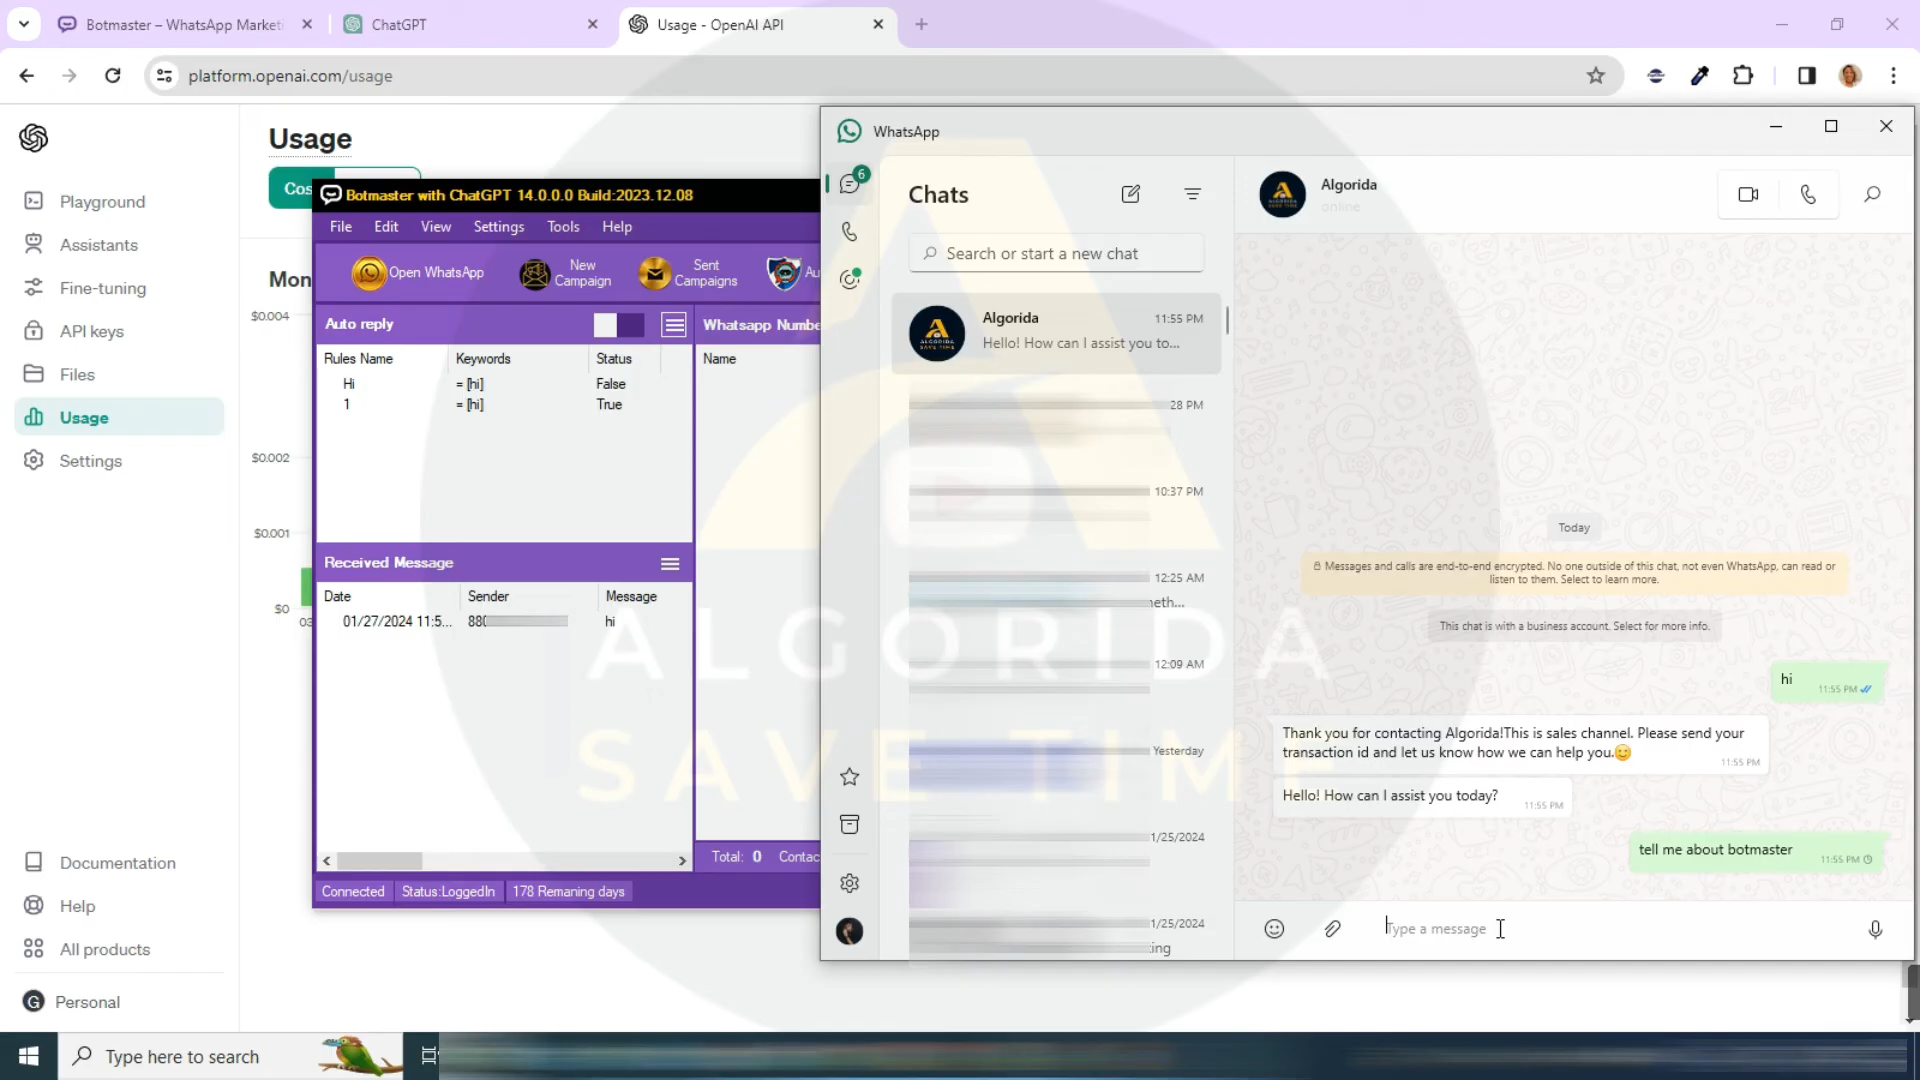 Botmaster – WhatsApp Marketi
ChatGPT
Usage - OpenAI API
platform.openai.com/usage
Playground
Assistants
Fine-tuning
API keys
Files
Usage
Settings
Documentation
Help
All products
G Personal
Usage
Cos
Mon
$0.004
$0.002
$0.001
$0
03
Botmaster with ChatGPT 14.0.0.0 Build:2023.12.08
File Edit View Settings Tools Help
Open WhatsApp
New Campaign
Sent Campaigns
Au
Auto reply
Rules Name Keywords Status
Hi = [hi] False
1 = [hi] True
Whatsapp Numbe
Name
Received Message
Date Sender Message
01/27/2024 11:5... 880 hi
Total: 0 Contac
Connected Status:LoggedIn 178 Remaning days
WhatsApp
6
Chats
Search or start a new chat
Algorida 11:55 PM
Hello! How can I assist you to...
28 PM
10:37 PM
12:25 AM
neth...
12:09 AM
Yesterday
1/25/2024
1/25/2024
ing
ALGORIDA
SAVE TIME
Algorida
online
Today
Messages and calls are end-to-end encrypted. No one outside of this chat, not even WhatsApp, can read or
listen to them. Select to learn more.
This chat is with a business account. Select for more info.
hi
11:55 PM
Thank you for contacting Algorida!This is sales channel. Please send your
transaction id and let us know how we can help you.😊
11:55 PM
Hello! How can I assist you today?
11:55 PM
tell me about botmaster
11:55 PM
Type a message
Type here to search